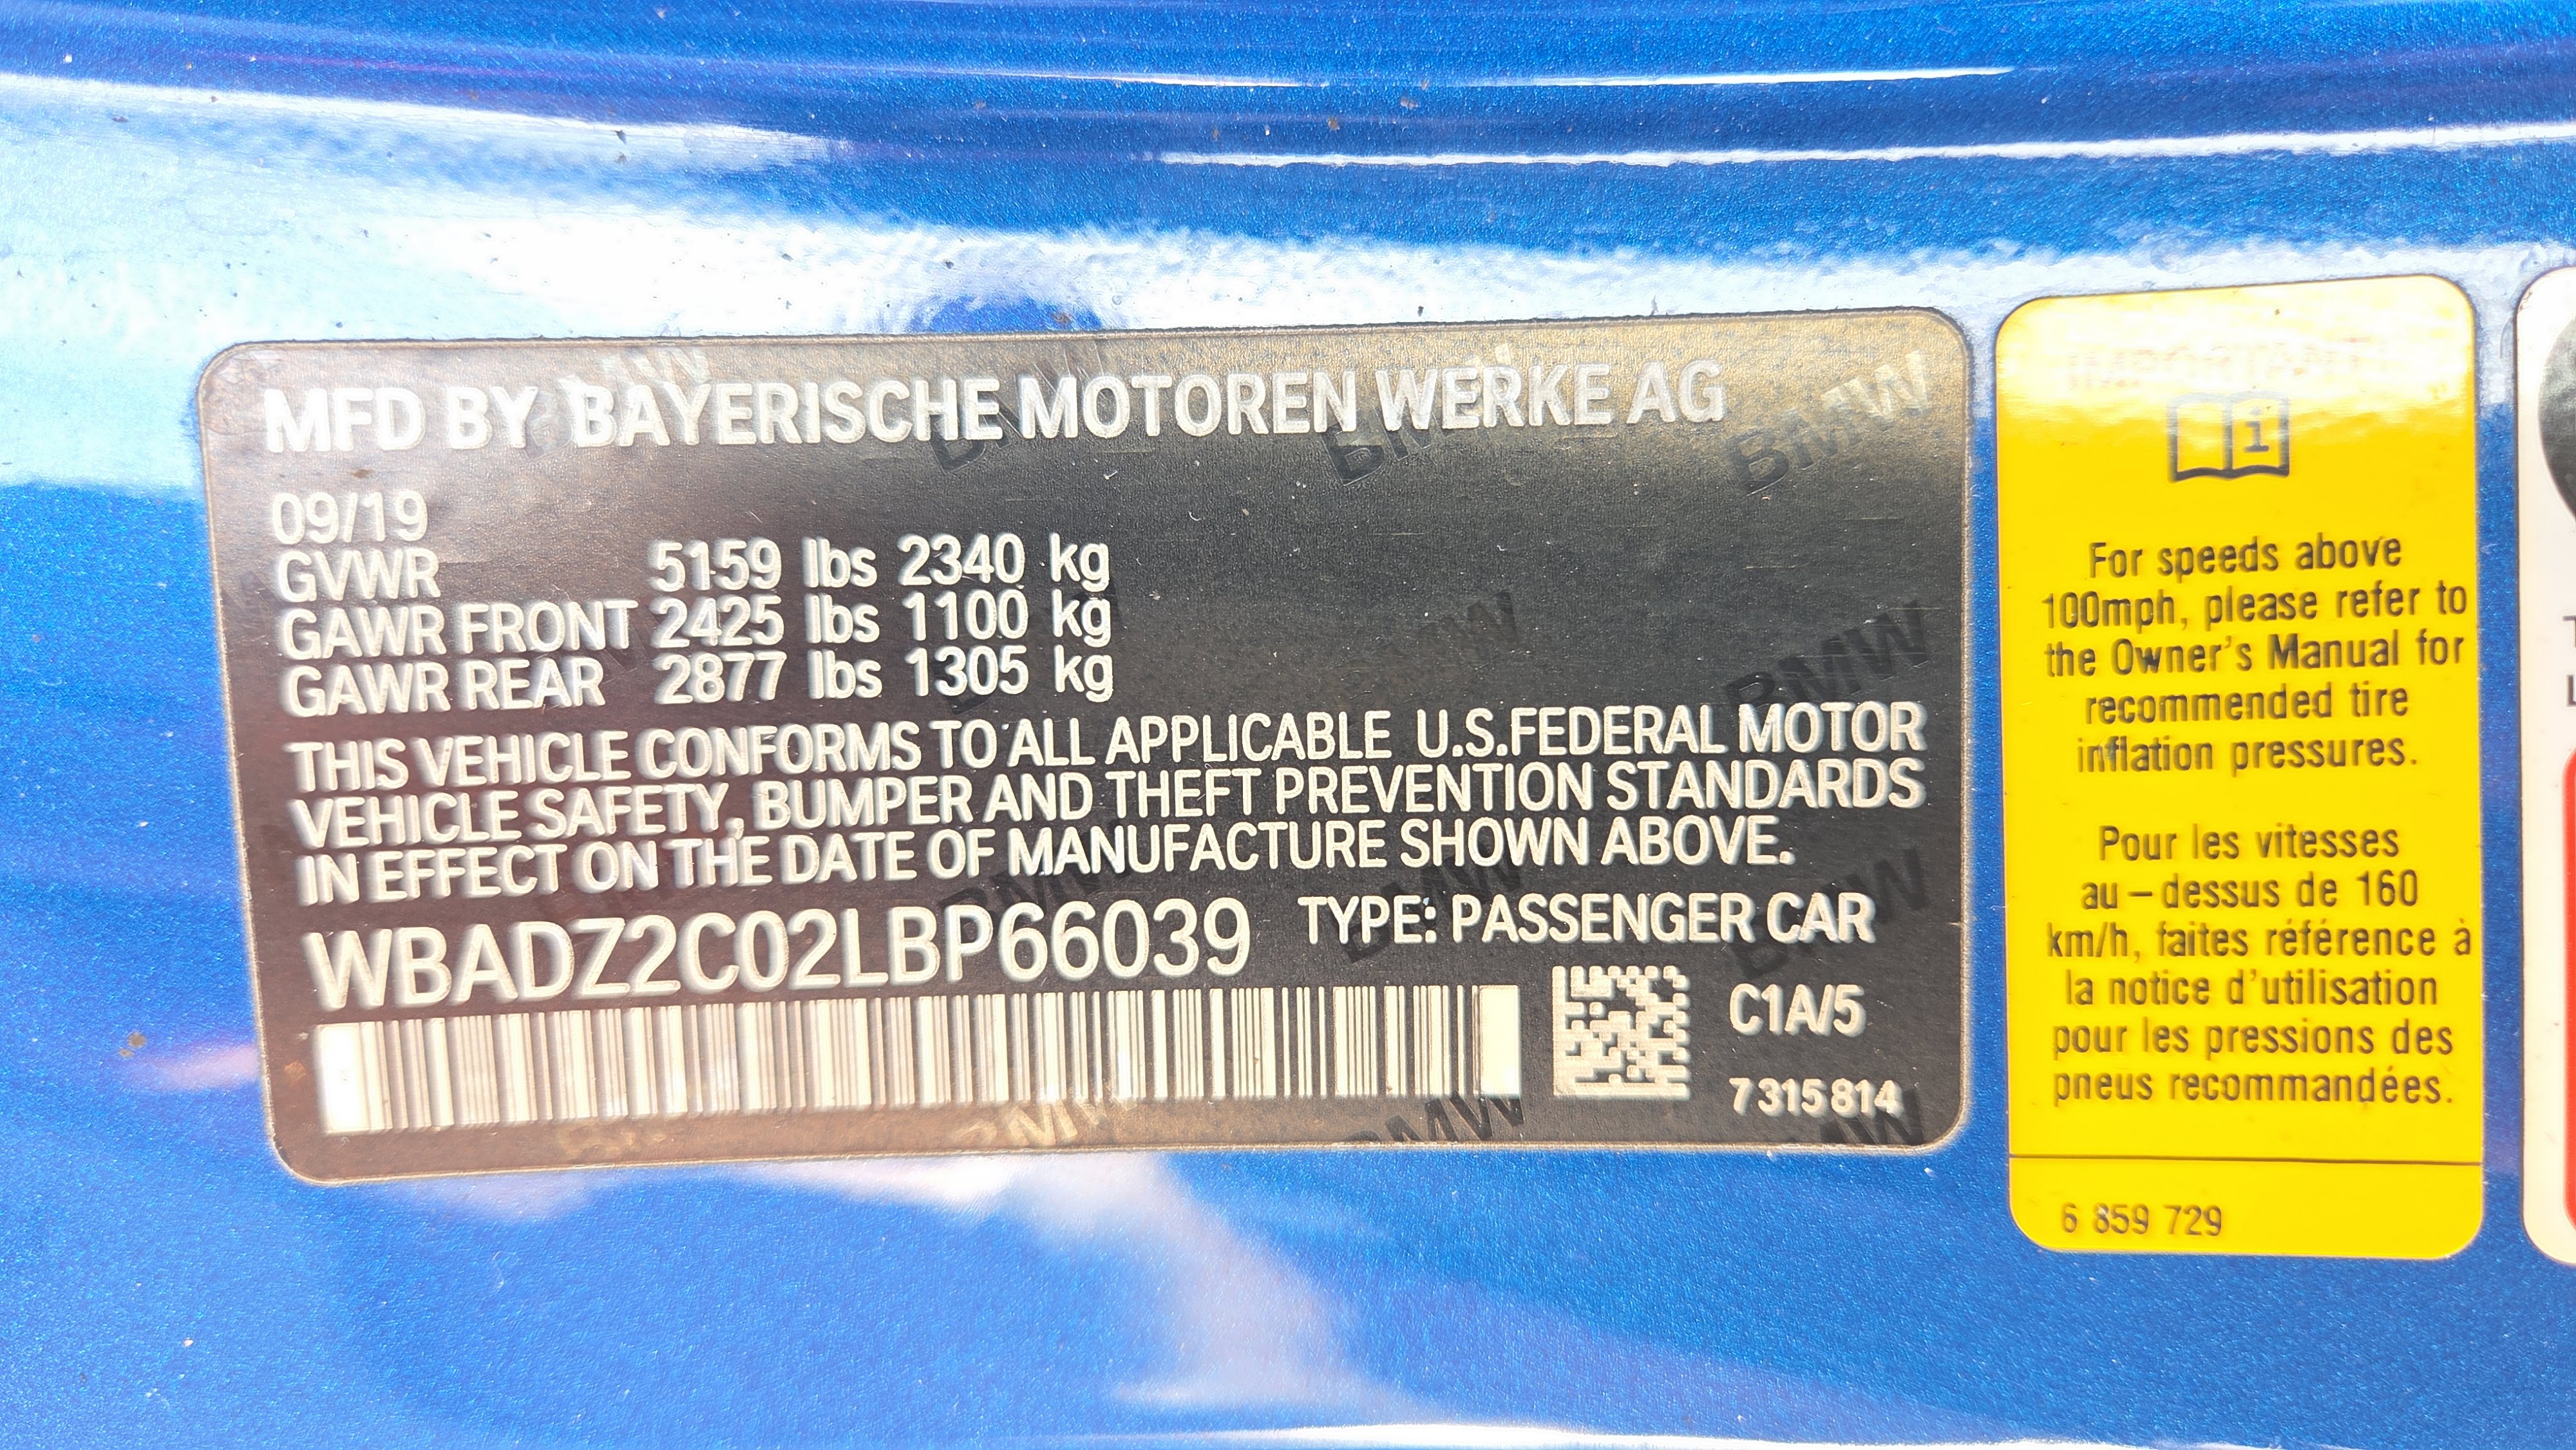 MFD BY BAYERISCHE MOTOREN WERKE AG
09/19
GVWR 5159 lbs 2340 kg
GAWR FRONT 2425 lbs 1100 kg
GAWR REAR 2877 lbs 1305 kg
THIS VEHICLE CONFORMS TO ALL APPLICABLE U.S.FEDERAL MOTOR
VEHICLE SAFETY, BUMPER AND THEFT PREVENTION STANDARDS
IN EFFECT ON THE DATE OF MANUFACTURE SHOWN ABOVE.
WBADZ2C02LBP66039 TYPE: PASSENGER CAR
C1A/5
7315814
For speeds above
100mph, please refer to
the Owner's Manual for
recommended tire
inflation pressures.
Pour les vitesses
au-dessus de 160
km/h, faites référence à
la notice d'utilisation
pour les pressions des
pneus recommandées.
6 859 729